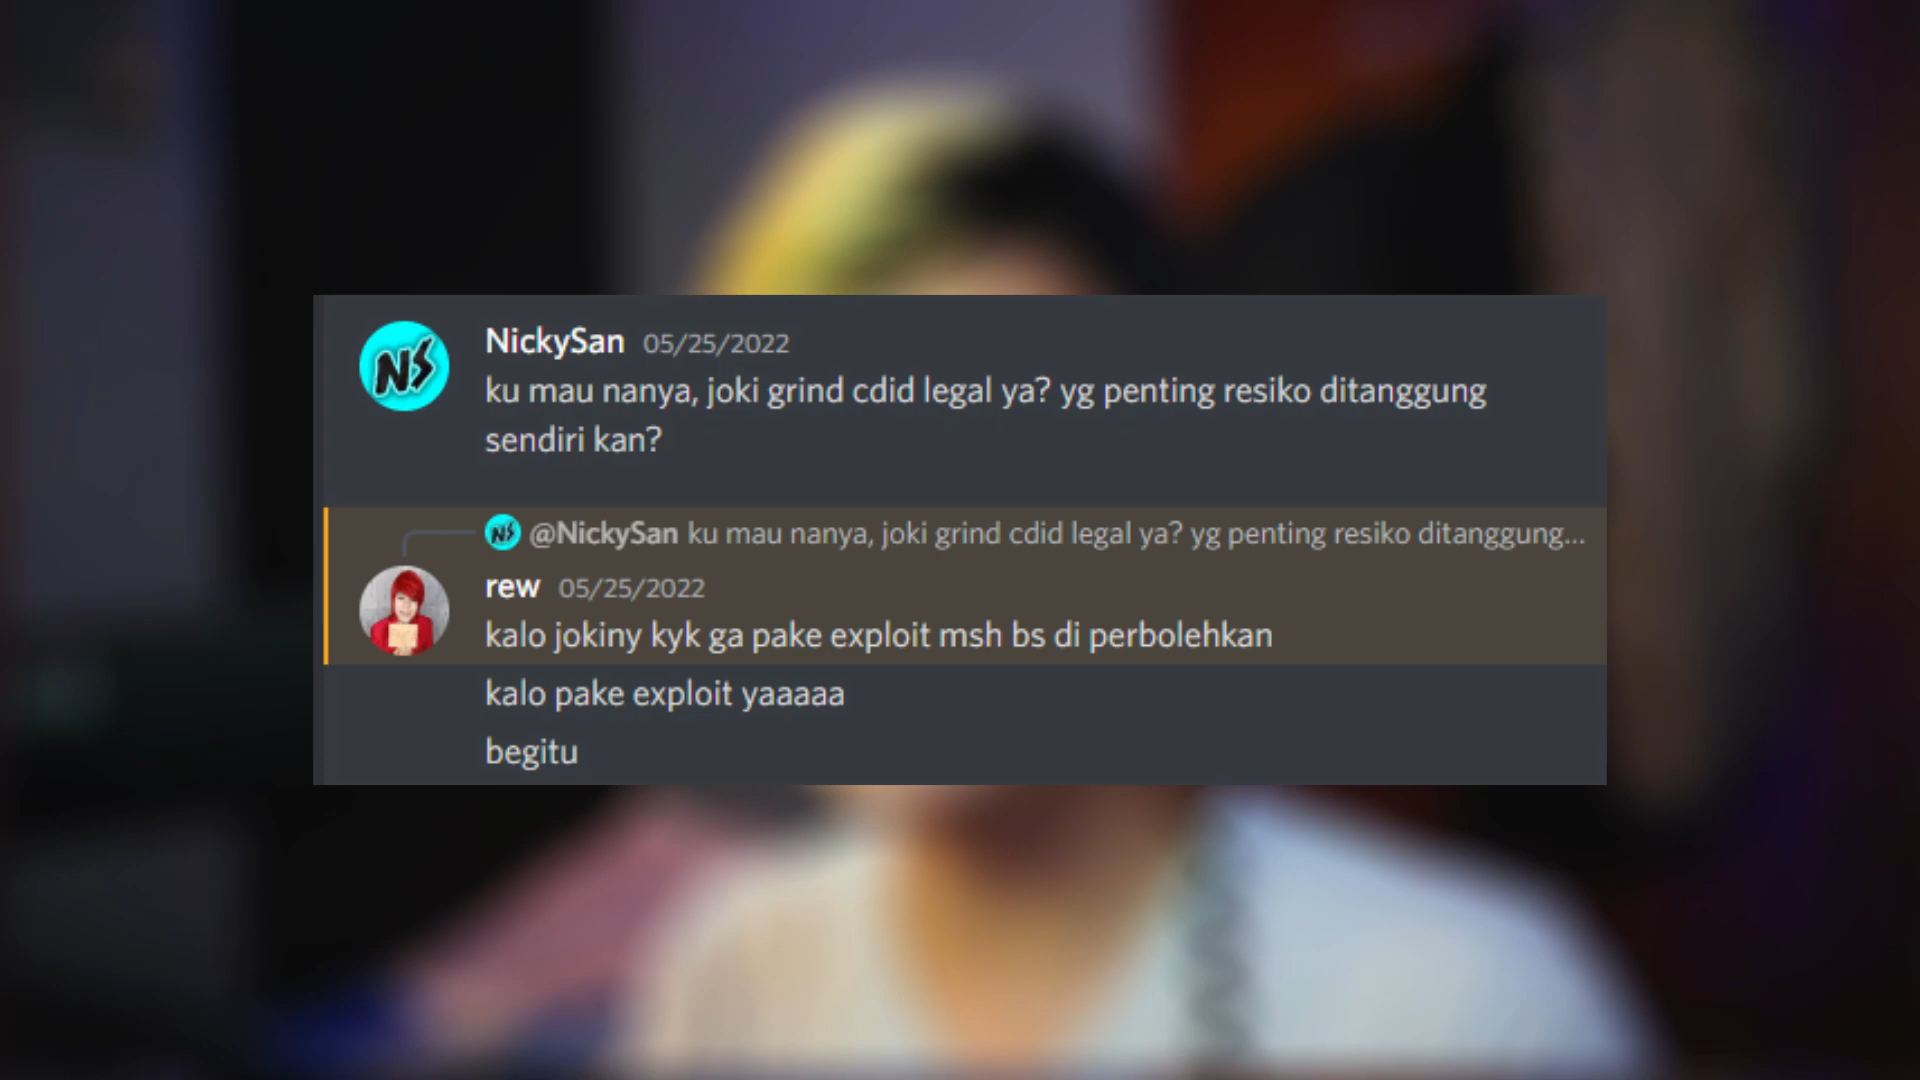 NS
NickySan 05/25/2022
ku mau nanya, joki grind cdid legal ya? yg penting resiko ditanggung
sendiri kan?
NS @NickySan ku mau nanya, joki grind cdid legal ya? yg penting resiko ditanggung...
rew 05/25/2022
kalo jokiny kyk ga pake exploit msh bs di perbolehkan
kalo pake exploit yaaaaa
begitu